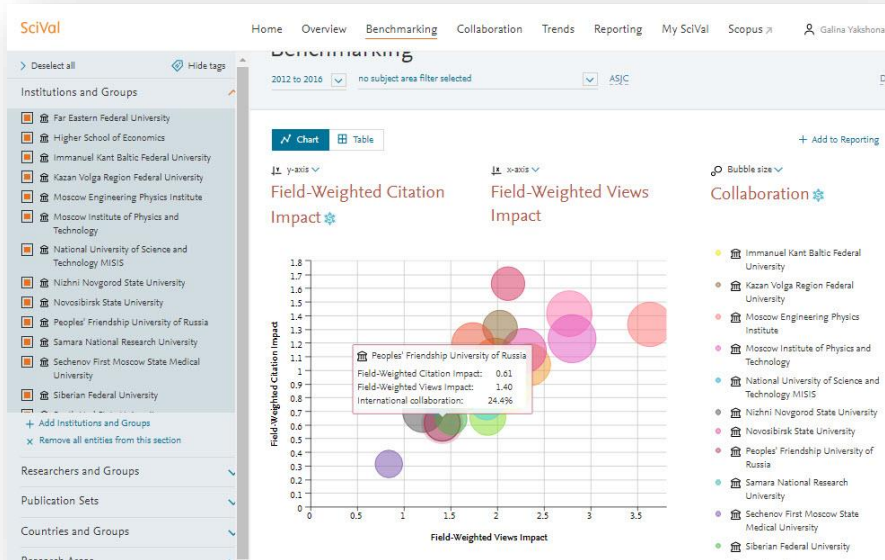 SciVal
Home Overview Benchmarking Collaboration Trends Reporting My SciVal Scopus Galina Yakshona
Deselect all Hide tags
Institutions and Groups
Far Eastern Federal University
Higher School of Economics
Immanuel Kant Baltic Federal University
Kazan Volga Region Federal University
Moscow Engineering Physics Institute
Moscow Institute of Physics and
Technology
National University of Science and
Technology MISIS
Nizhni Novgorod State University
Novosibirsk State University
Peoples' Friendship University of Russia
Samara National Research University
Sechenov First Moscow State Medical
University
Siberian Federal University
+ Add Institutions and Groups
x Remove all entities from this section
Researchers and Groups
Publication Sets
Countries and Groups
Research Areas
Benchmarking
2012 to 2016 no subject area filter selected ASJC
Chart Table
+ Add to Reporting
y-axis
Field-Weighted Citation
Impact
x-axis
Field-Weighted Views
Impact
Bubble size
Collaboration
Field-Weighted Citation Impact
1.8
1.7
1.6
1.5
1.4
1.3
1.2
1.1
1
0.9
0.8
0.7
0.6
0.5
0.4
0.3
0.2
0.1
0
Peoples' Friendship University of Russia
Field-Weighted Citation Impact: 0.61
Field-Weighted Views Impact: 1.40
International collaboration: 24.4%
0 0.5 1 1.5 2 2.5 3 3.5
Field-Weighted Views Impact
Immanuel Kant Baltic Federal
University
Kazan Volga Region Federal
University
Moscow Engineering Physics
Institute
Moscow Institute of Physics and
Technology
National University of Science and
Technology MISIS
Nizhni Novgorod State University
Novosibirsk State University
Peoples' Friendship University of
Russia
Samara National Research
University
Sechenov First Moscow State
Medical University
Siberian Federal University